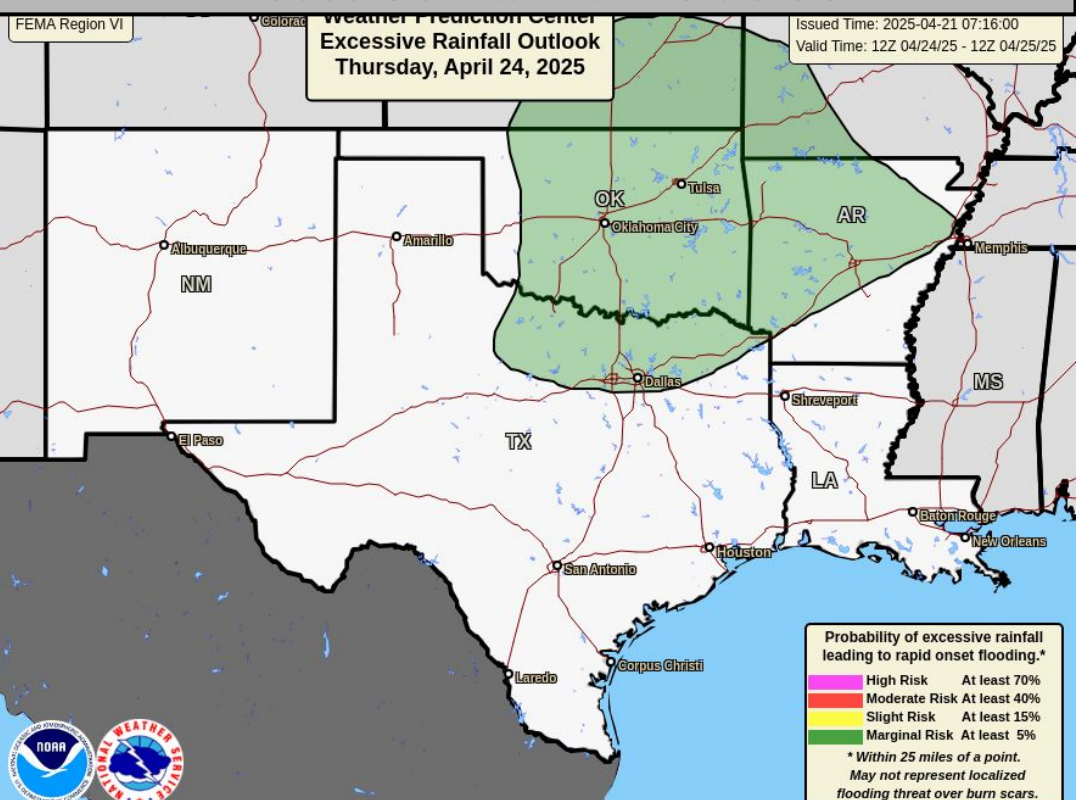 FEMA Region VI
Weather Prediction Center
Excessive Rainfall Outlook
Thursday, April 24, 2025
Issued Time: 2025-04-21 07:16:00
Valid Time: 12Z 04/24/25 - 12Z 04/25/25
Colorad
Tulsa
OK
Oklahoma City
AR
Amarillo
Albuquerque
Memphis
NM
Dallas
MS
Shreveport
El Paso
TX
LA
Baton Rouge
New Orleans
Houston
San Antonio
Corpus Christi
Laredo
Probability of excessive rainfall
leading to rapid onset flooding.*
High Risk At least 70%
Moderate Risk At least 40%
Slight Risk At least 15%
Marginal Risk At least 5%
* Within 25 miles of a point.
May not represent localized
flooding threat over burn scars.
NOAA
NATIONAL WEATHER SERVICE